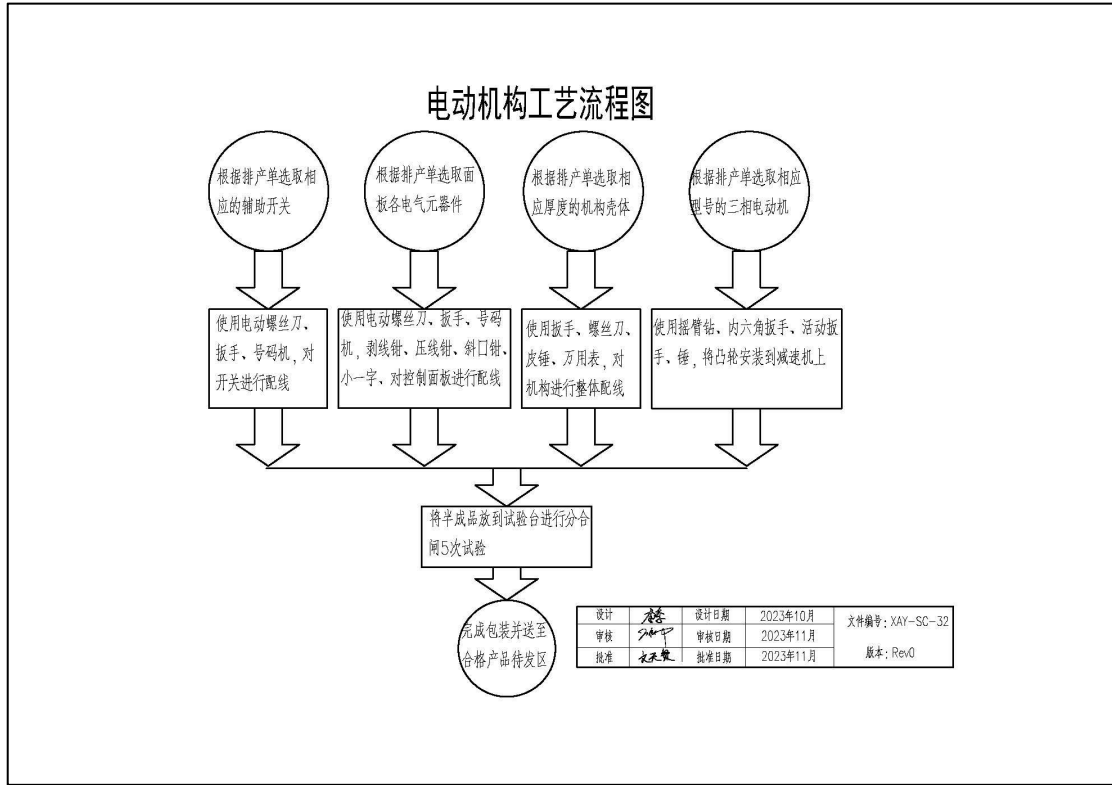 电动机构工艺流程图
根据排产单选取相
应的辅助开关
根据排产单选取面
板各电气元器件
根据排产单选取相
应厚度的机构壳体
根据排产单选取相应
型号的三相电动机
使用电动螺丝刀、
扳手、号码机，对
开关进行配线
使用电动螺丝刀、扳手、号码
机，剥线钳、压线钳、斜口钳、
小一字、对控制面板进行配线
使用扳手、螺丝刀、
皮锤、万用表，对
机构进行整体配线
使用摇臂钻、内六角扳手、活动扳
手、锤，将凸轮安装到减速机上
将半成品放到试验台进行分合
闸5次试验
完成包装并送至
合格产品待发区
设计 设计日期 2023年10月
审核 审核日期 2023年11月
批准 批准日期 2023年11月
文件编号：XAY-SC-32
版本：Rev0